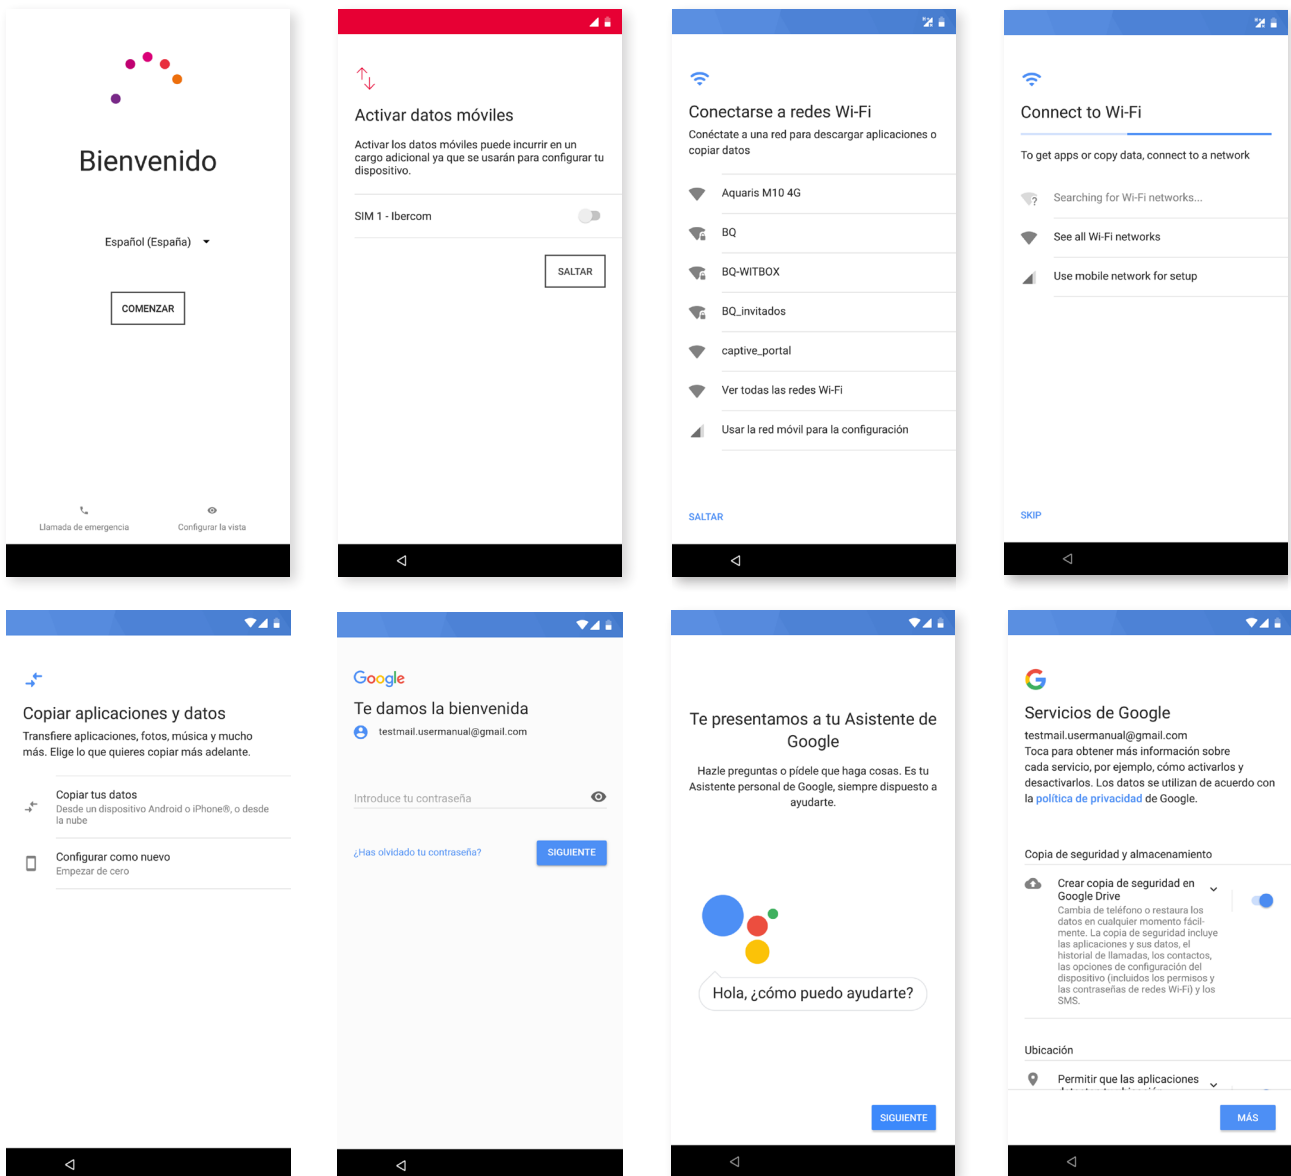 Bienvenido
Español (España)
COMENZAR
Llamada de emergencia
Configurar la vista
Activar datos móviles
Activar los datos móviles puede incurrir en un
cargo adicional ya que se usarán para configurar tu
dispositivo.
SIM 1 - Ibercom
SALTAR
Conectarse a redes Wi-Fi
Conéctate a una red para descargar aplicaciones o
copiar datos
Aquaris M10 4G
BQ
BQ-WITBOX
BQ_invitados
captive_portal
Ver todas las redes Wi-Fi
Usar la red móvil para la configuración
SALTAR
Connect to Wi-Fi
To get apps or copy data, connect to a network
Searching for Wi-Fi networks...
See all Wi-Fi networks
Use mobile network for setup
SKIP
Copiar aplicaciones y datos
Transfiere aplicaciones, fotos, música y mucho
más. Elige lo que quieres copiar más adelante.
Copiar tus datos
Desde un dispositivo Android o iPhone®, o desde
la nube
Configurar como nuevo
Empezar de cero
Google
Te damos la bienvenida
testmail.usermanual@gmail.com
Introduce tu contraseña
¿Has olvidado tu contraseña?
SIGUIENTE
Te presentamos a tu Asistente de
Google
Hazle preguntas o pídele que haga cosas. Es tu
Asistente personal de Google, siempre dispuesto a
ayudarte.
Hola, ¿cómo puedo ayudarte?
SIGUIENTE
Servicios de Google
testmail.usermanual@gmail.com
Toca para obtener más información sobre
cada servicio, por ejemplo, cómo activarlos y
desactivarlos. Los datos se utilizan de acuerdo con
la política de privacidad de Google.
Copia de seguridad y almacenamiento
Crear copia de seguridad en
Google Drive
Cambia de teléfono o restaura los
datos en cualquier momento fácil-
mente. La copia de seguridad incluye
las aplicaciones y sus datos, el
historial de llamadas, los contactos,
las opciones de configuración del
dispositivo (incluidos los permisos y
las contraseñas de redes Wi-Fi) y los
SMS.
Ubicación
Permitir que las aplicaciones
MÁS